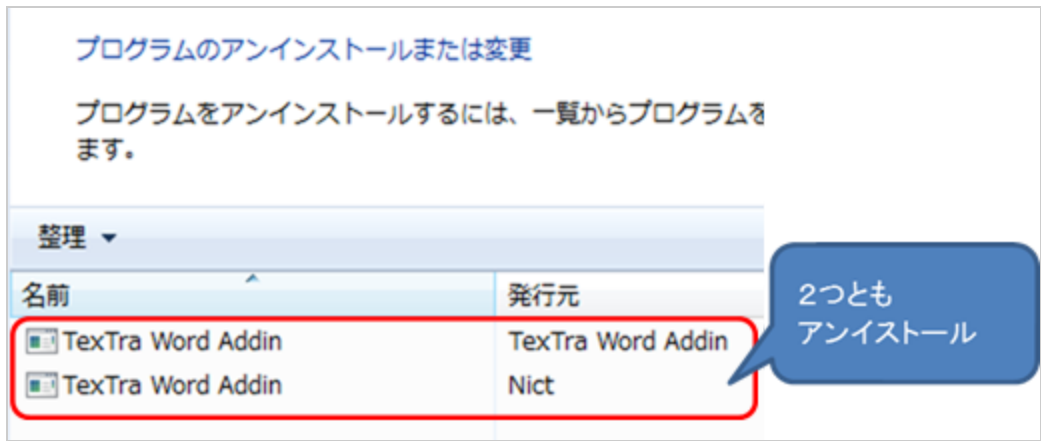 プログラムのアンインストールまたは変更
プログラムをアンインストールするには、一覧からプログラムを
ます。
整理
名前 発行元
TexTra Word Addin TexTra Word Addin
TexTra Word Addin Nict
２つとも
アンイストール